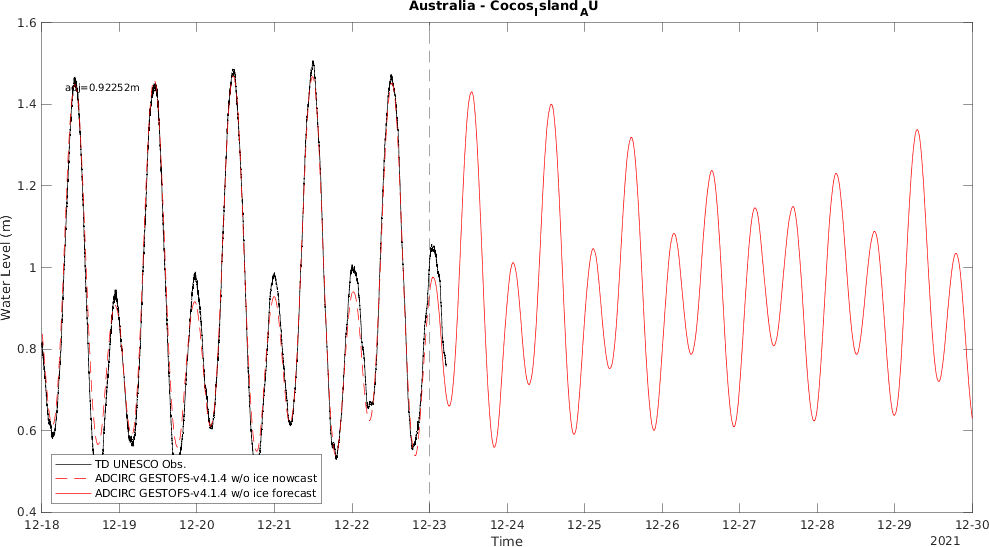 Australia - Cocos_Island_AU
1.6
1.4
1.2
1
0.8
0.6
0.4
Water Level (m)
adj=0.92252m
TD UNESCO Obs.
ADCIRC GESTOFS-v4.1.4 w/o ice nowcast
ADCIRC GESTOFS-v4.1.4 w/o ice forecast
12-18 12-19 12-20 12-21 12-22 12-23 12-24 12-25 12-26 12-27 12-28 12-29 12-30
Time
2021